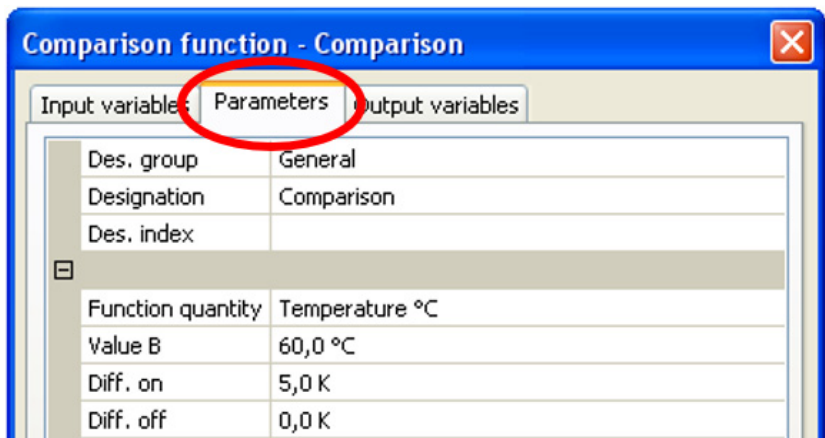 Comparison function - Comparison
Input variables Parameters Output variables
Des. group General
Designation Comparison
Des. index
Function quantity Temperature °C
Value B 60,0 °C
Diff. on 5,0 K
Diff. off 0,0 K